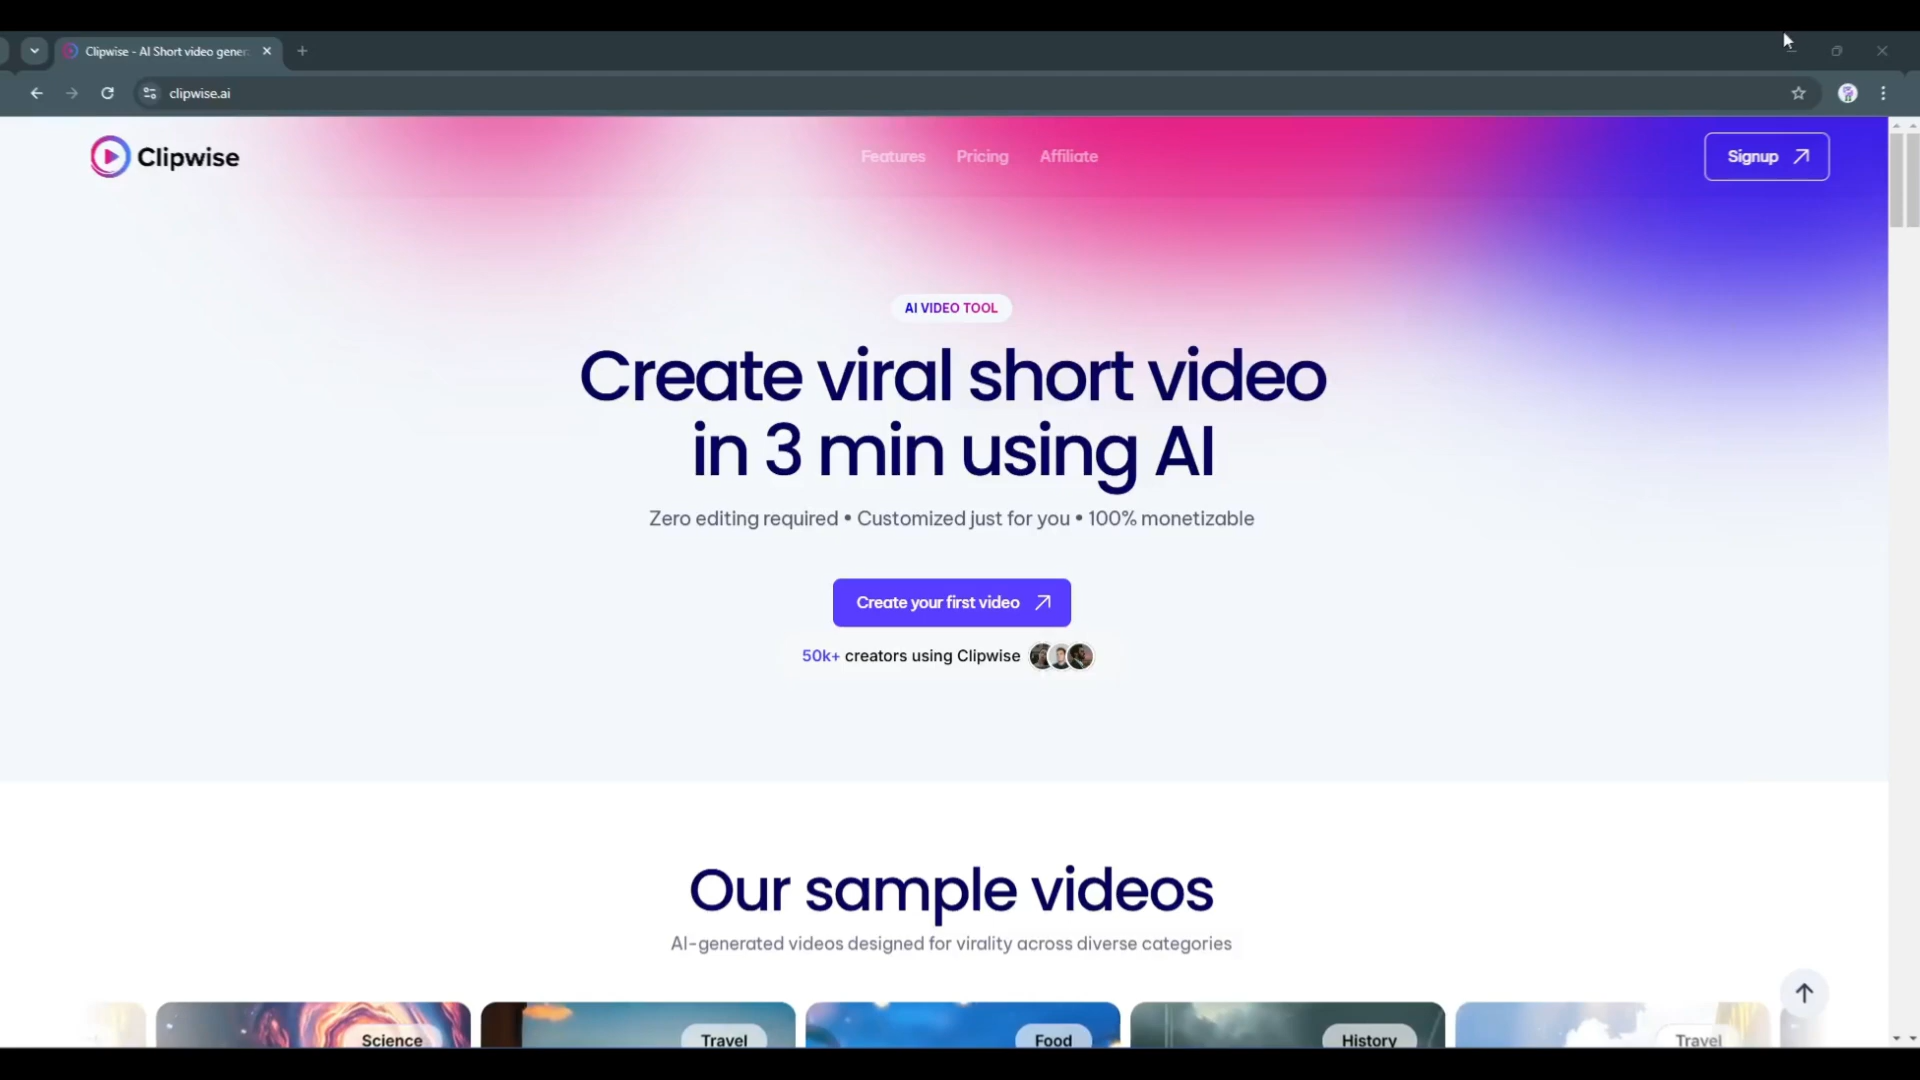 Clipwise - AI Short video gener
clipwise.ai
Clipwise
Features
Pricing
Affiliate
Signup
AI VIDEO TOOL
Create viral short video
in 3 min using AI
Zero editing required • Customized just for you • 100% monetizable
Create your first video
50k+ creators using Clipwise
Our sample videos
AI-generated videos designed for virality across diverse categories
Science
Travel
Food
History
Travel